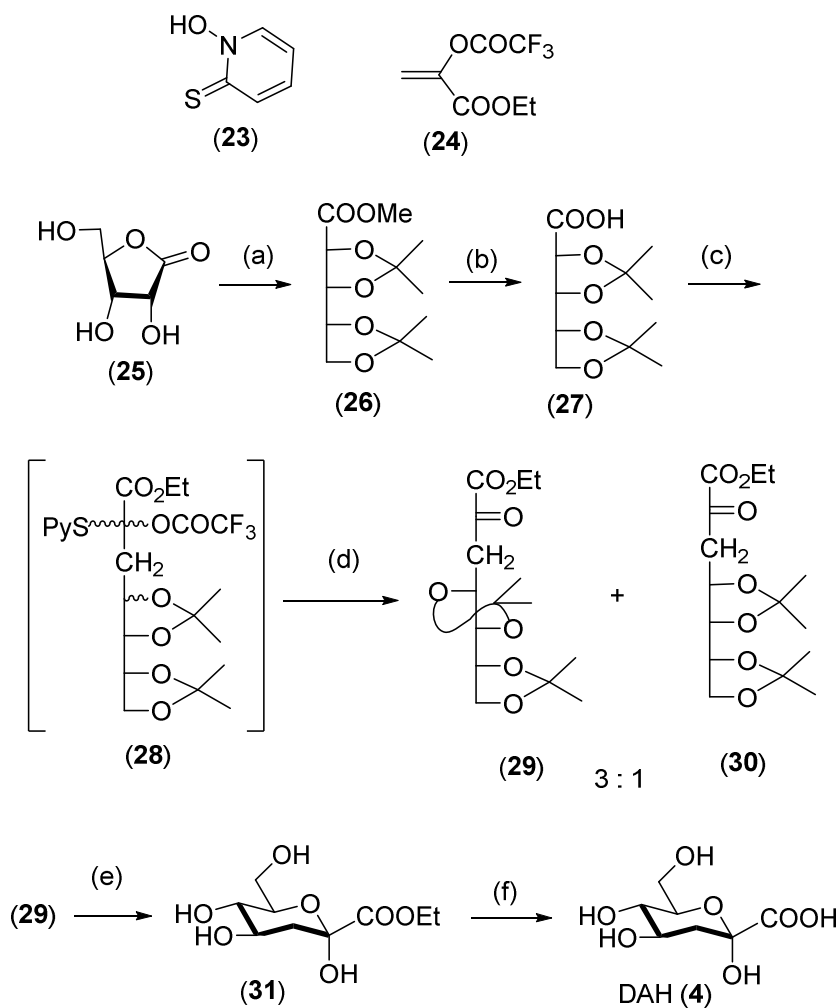 HO
N
S
(23)
OCOCF3
COOEt
(24)
HO
O
O
HO
OH
(25)
(a)
COOMe
O
O
O
O
(26)
(b)
COOH
O
O
O
O
(27)
(c)
CO2Et
PyS
OCOCF3
CH2
O
O
O
O
(28)
(d)
CO2Et
O
CH2
O
O
O
O
(29)
+
CO2Et
O
CH2
O
O
O
O
(30)
3 : 1
(29)
(e)
OH
O
HO
HO
COOEt
OH
(31)
(f)
OH
O
HO
HO
COOH
OH
DAH (4)